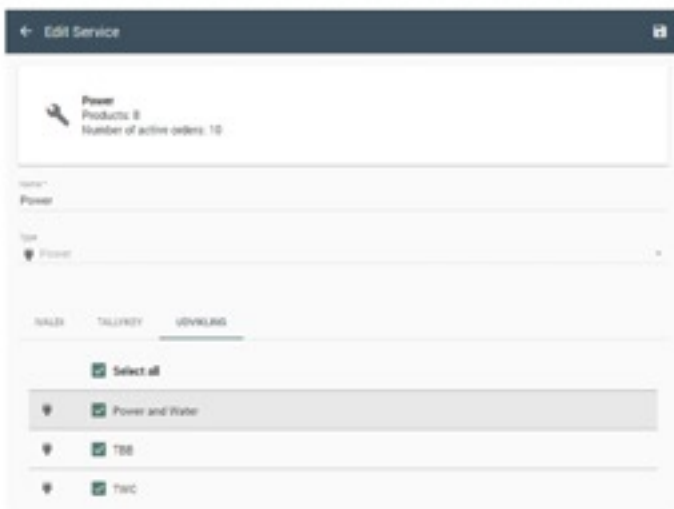 Edit Service
Power
Products: 8
Number of active orders: 10
Name *
Power
Type
Power
TALLYKEY UDVIKLING
Select all
Power and Water
TBB
TWC